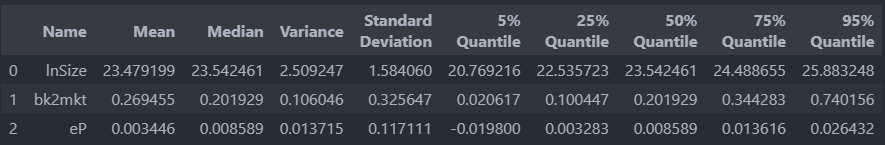 Name Mean Median Variance Standard Deviation 5% Quantile 25% Quantile 50% Quantile 75% Quantile 95% Quantile
0 lnSize 23.479199 23.542461 2.509247 1.584060 20.769216 22.535723 23.542461 24.488655 25.883248
1 bk2mkt 0.269455 0.201929 0.106046 0.325647 0.020617 0.100447 0.201929 0.344283 0.740156
2 eP 0.003446 0.008589 0.013715 0.117111 -0.019800 0.003283 0.008589 0.013616 0.026432